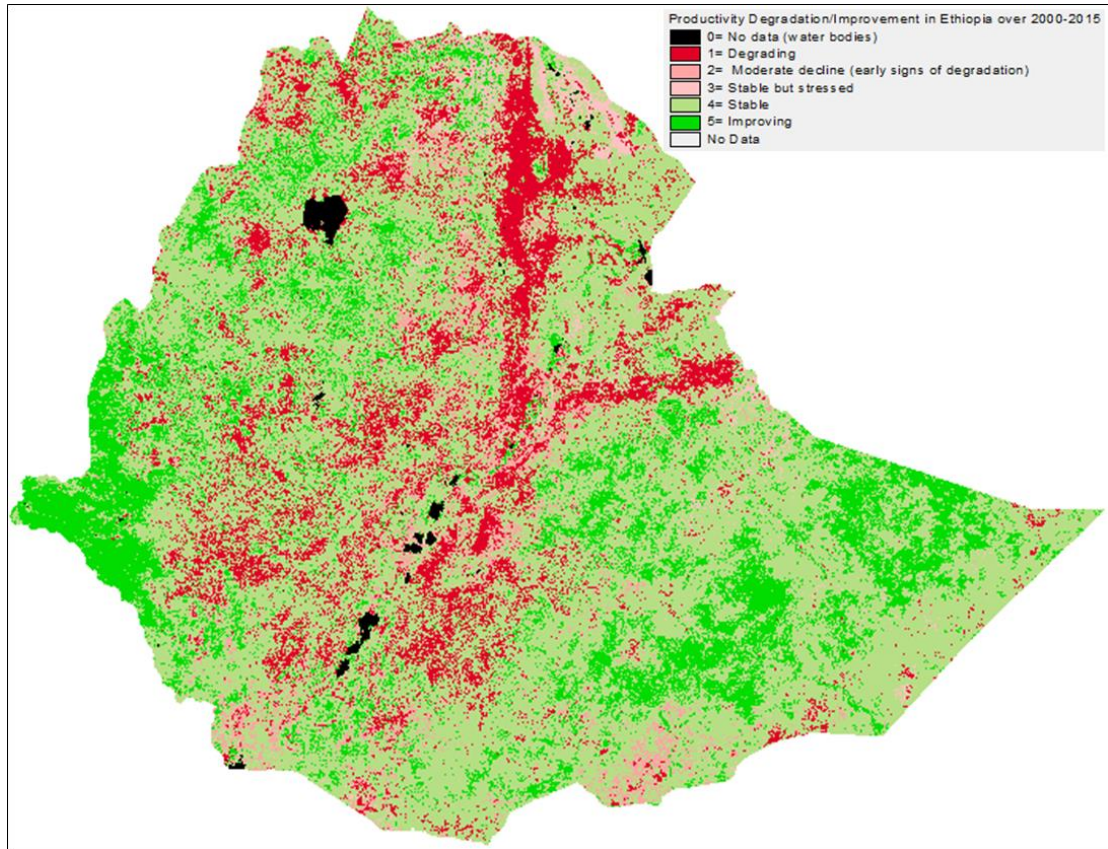 Productivity Degradation/Improvement in Ethiopia over 2000-2015
0= No data (water bodies)
1= Degrading
2= Moderate decline (early signs of degradation)
3= Stable but stressed
4= Stable
5= Improving
No Data